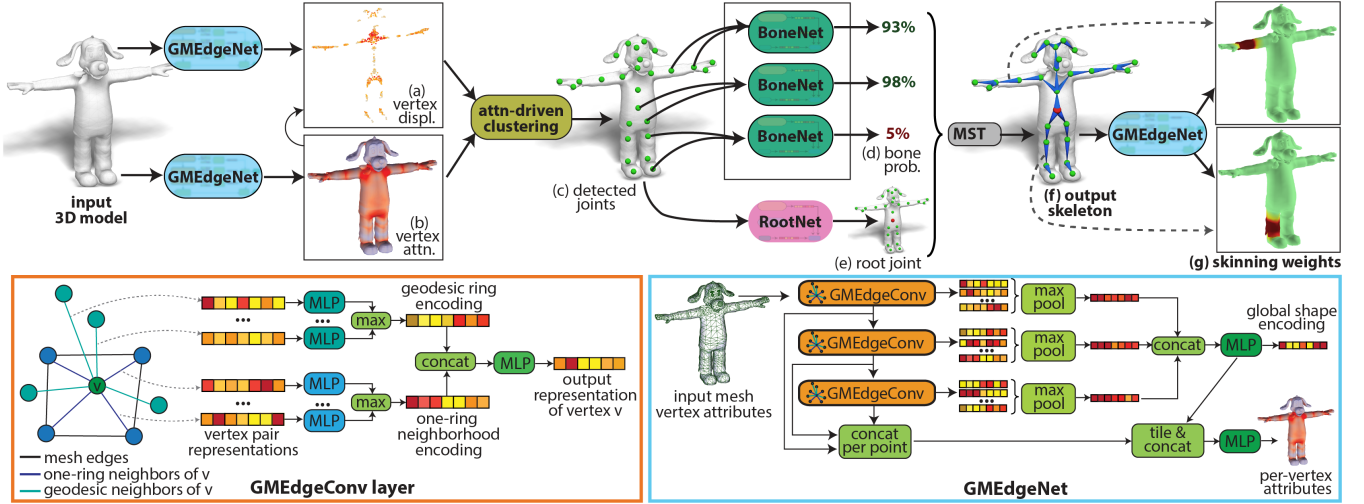 GMEdgeNet
GMEdgeNet
input
3D model
(a)
vertex
displ.
(b)
vertex
attn.
attn-driven
clustering
(c) detected
joints
BoneNet
BoneNet
BoneNet
93%
98%
5%
(d) bone
prob.
RootNet
(e) root joint
MST
(f) output
skeleton
GMEdgeNet
(g) skinning weights
v
mesh edges
one-ring neighbors of v
geodesic neighbors of v
...
...
vertex pair
representations
MLP
...
MLP
MLP
...
MLP
max
max
geodesic ring
encoding
concat
one-ring
neighborhood
encoding
MLP
output
representation
of vertex v
GMEdgeConv layer
input mesh
vertex attributes
GMEdgeConv
GMEdgeConv
GMEdgeConv
...
...
...
max
pool
max
pool
max
pool
concat
MLP
global shape
encoding
concat
per point
tile &
concat
MLP
per-vertex
attributes
GMEdgeNet